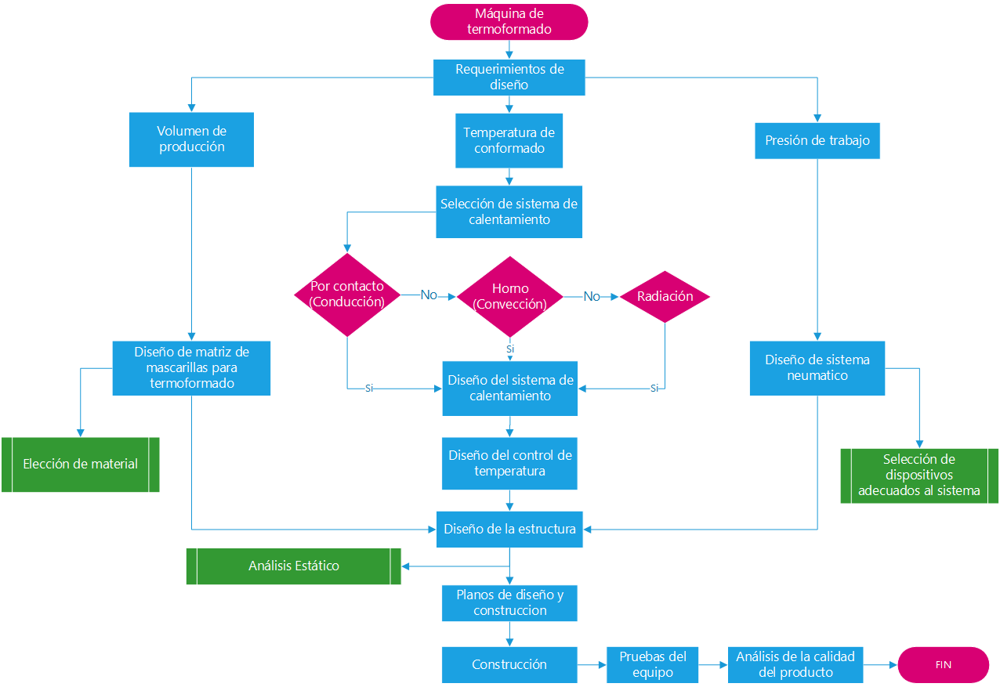 Máquina de
termoformado
Requerimientos de
diseño
Volumen de
producción
Temperatura de
conformado
Presión de trabajo
Selección de sistema de
calentamiento
Por contacto
(Conducción)
No
Horno
(Convección)
No
Radiación
Si
Diseño de matriz de
mascarillas para
termoformado
Diseño del sistema de
calentamiento
Si
Si
Diseño de sistema
neumatico
Elección de material
Diseño del control de
temperatura
Selección de
dispositivos
adecuados al sistema
Diseño de la estructura
Análisis Estático
Planos de diseño y
construccion
Construcción
Pruebas del
equipo
Análisis de la calidad
del producto
FIN